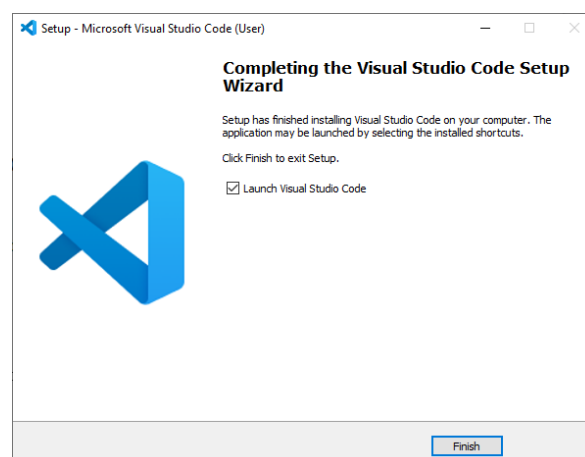 Setup - Microsoft Visual Studio Code (User)
Completing the Visual Studio Code Setup
Wizard
Setup has finished installing Visual Studio Code on your computer. The
application may be launched by selecting the installed shortcuts.
Click Finish to exit Setup.
Launch Visual Studio Code
Finish